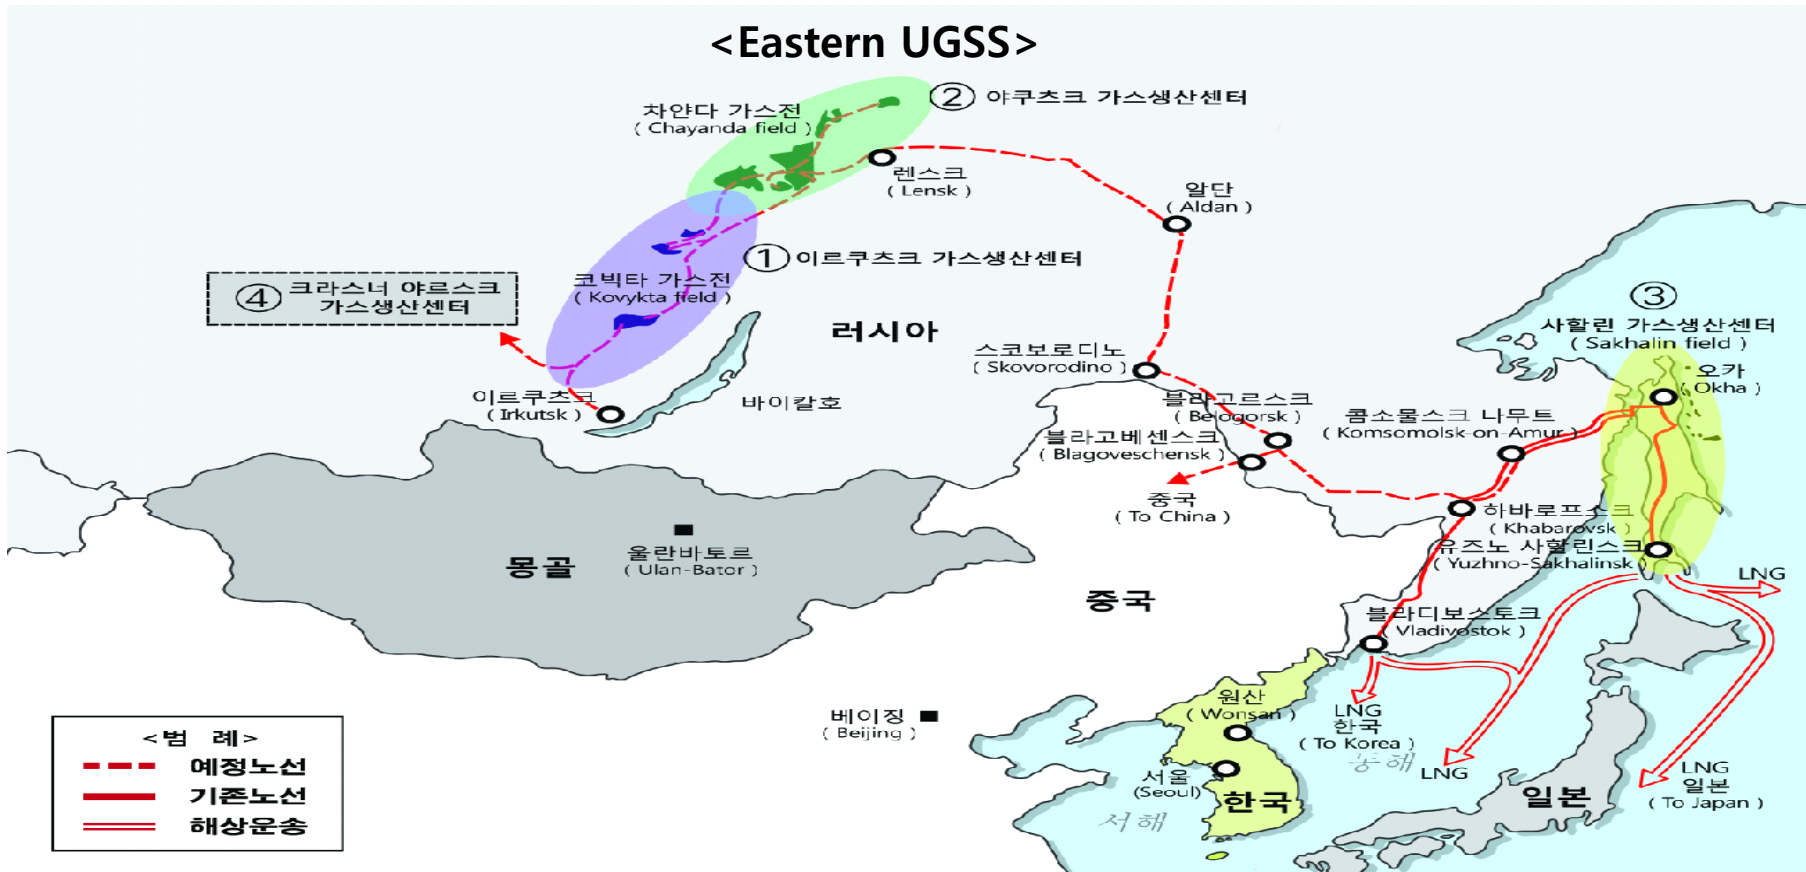 <Eastern UGSS>
② 야쿠츠크 가스생산센터
차얀다 가스전
( Chayanda field )
렌스크
( Lensk )
알단
( Aldan )
① 이르쿠츠크 가스생산센터
코빅타 가스전
( Kovykta field )
④ 크라스너 야르스크
가스생산센터
러시아
③
사할린 가스생산센터
( Sakhalin field )
오카
( Okha )
스코보로디노
( Skovorodino )
이르쿠츠크
( Irkutsk )
바이칼호
블라고르스크
( Belogorsk )
콤소물스크 나무트
( Komsomolsk-on-Amur )
블라고베센스크
( Blagoveschensk )
중국
( To China )
하바로프스크
( Khabarovsk )
유즈노 사할린스크
( Yuzhno-Sakhalinsk )
울란바토르
( Ulan-Bator )
몽골
중국
LNG
블라디보스토크
( Vladivostok )
원산
( Wonsan )
LNG
한국
( To Korea )
동해
LNG
LNG
일본
( To Japan )
베이징
( Beijing )
서울
(Seoul)
한국
일본
서해
<범 례>
예정노선
기존노선
해상운송